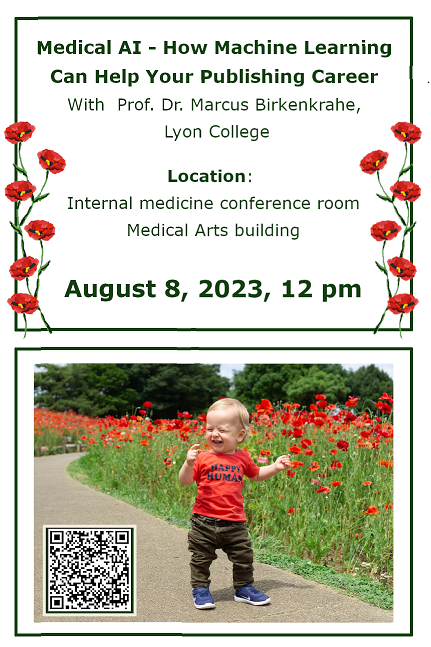 Medical AI - How Machine Learning
Can Help Your Publishing Career
With Prof. Dr. Marcus Birkenkrahe,
Lyon College
Location:
Internal medicine conference room
Medical Arts building
August 8, 2023, 12 pm
HAPPY
HUMAN